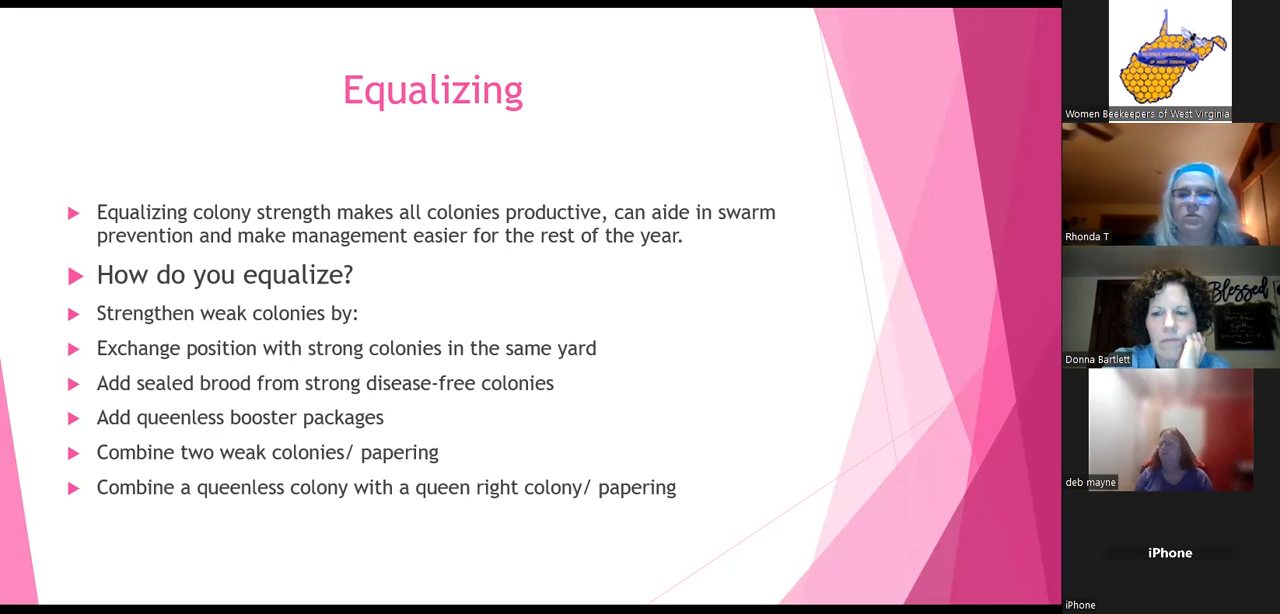 Equalizing
Equalizing colony strength makes all colonies productive, can aide in swarm
prevention and make management easier for the rest of the year.
How do you equalize?
Strengthen weak colonies by:
Exchange position with strong colonies in the same yard
Add sealed brood from strong disease-free colonies
Add queenless booster packages
Combine two weak colonies/ papering
Combine a queenless colony with a queen right colony/ papering
OF WEST VIRGINIA
Women Beekeepers of West Virginia
Rhonda T
Blessed
Donna Bartlett
deb mayne
iPhone
iPhone